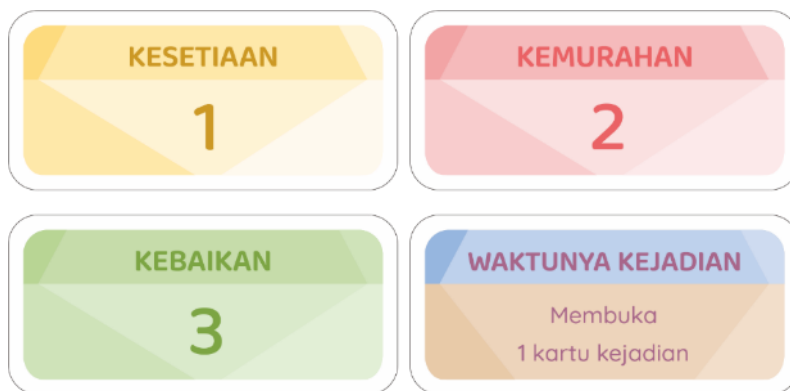 KESETIAAN
1
KEMURAHAN
2
KEBAIKAN
3
WAKTUNYA KEJADIAN
Membuka
1 kartu kejadian